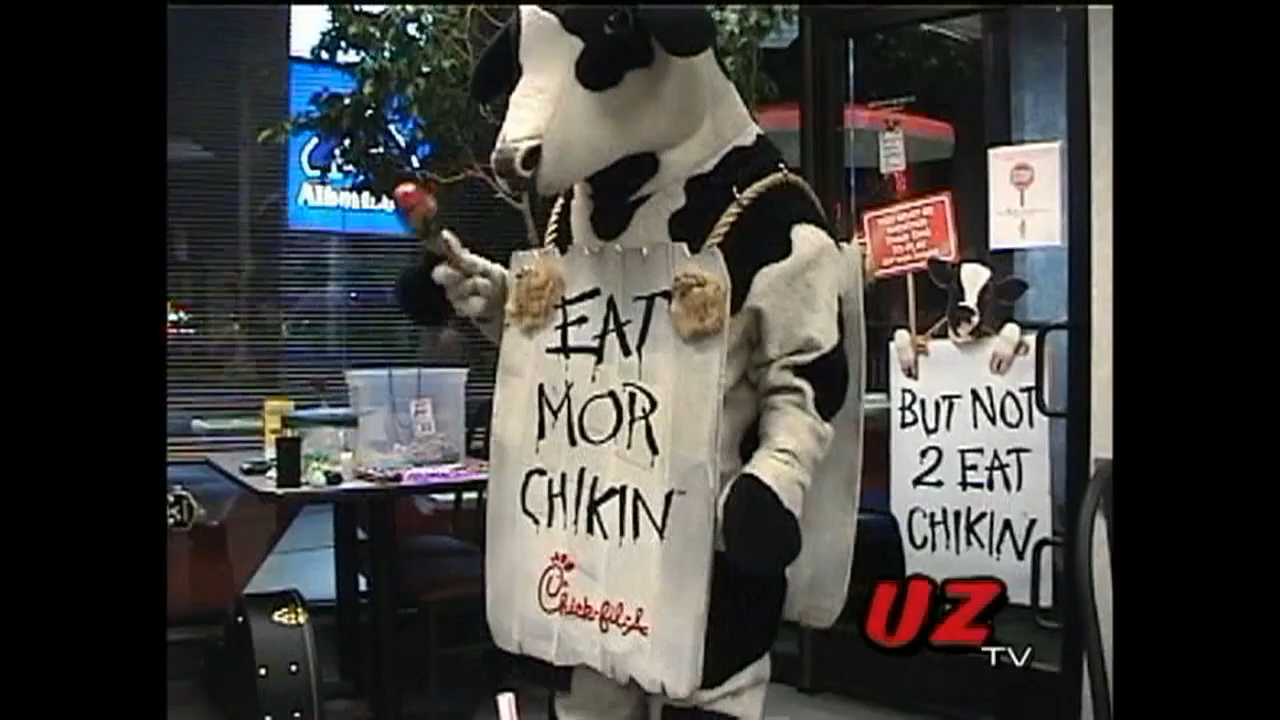 EAT
MOR
CHIKIN
Chick-fil-A
BUT NOT
2 EAT
CHIKIN
UZ
TV